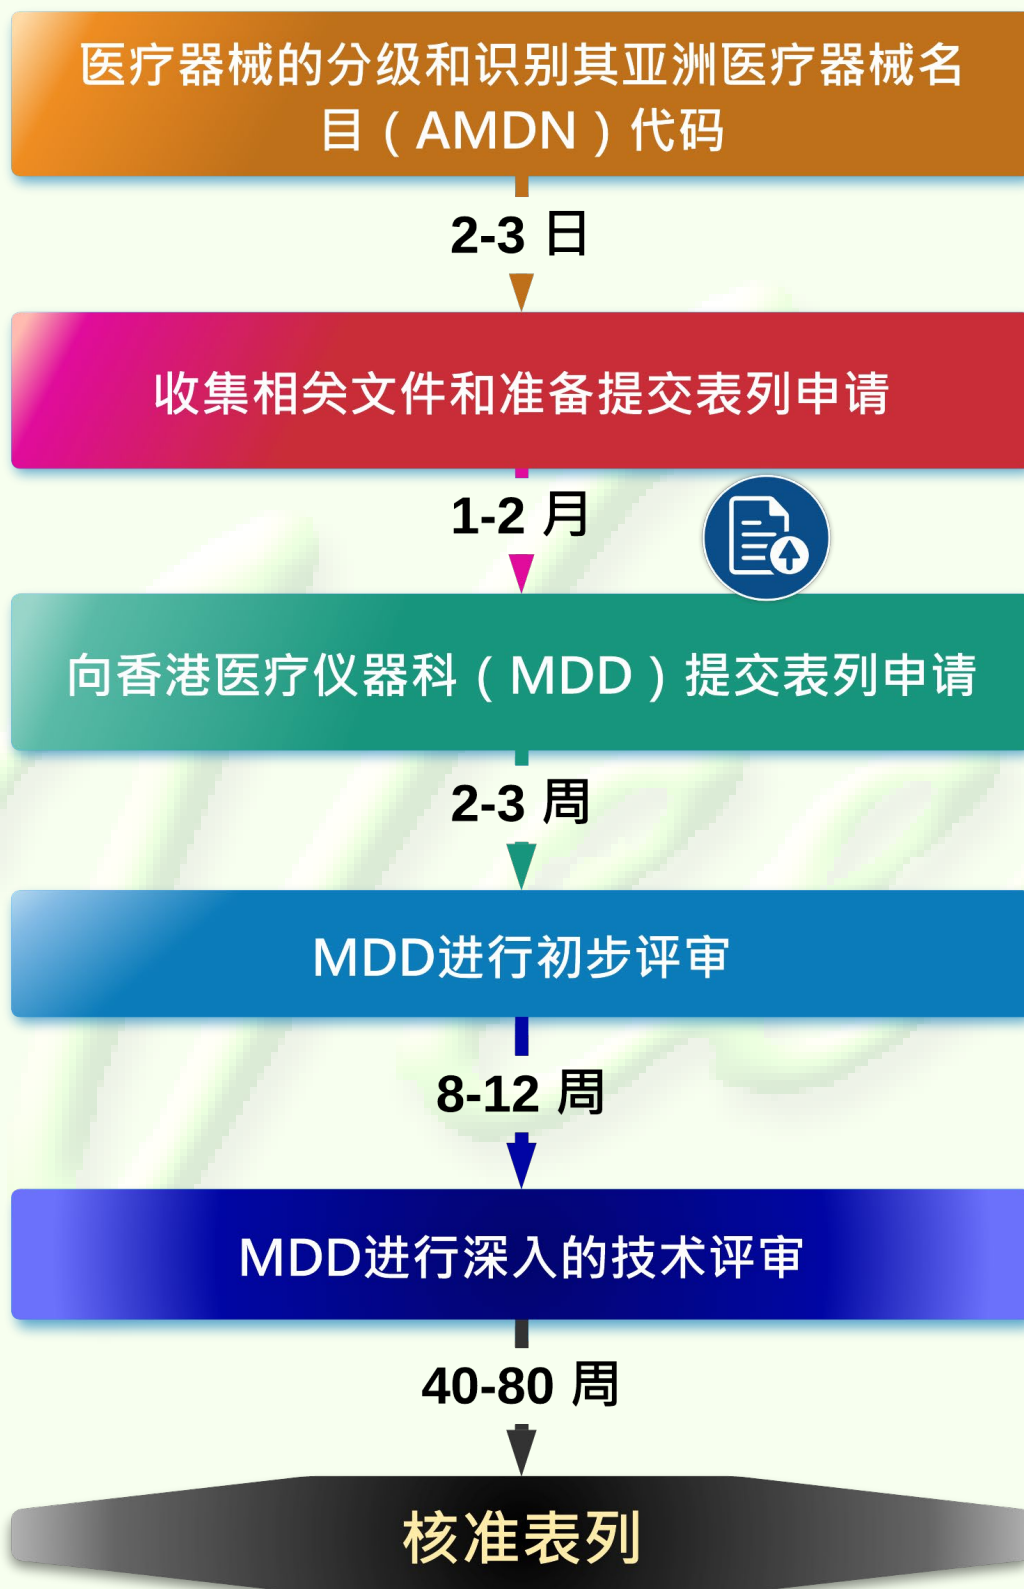 医疗器械的分级和识别其亚洲医疗器械名
目（AMDN）代码
2-3 日
收集相关文件和准备提交表列申请
1-2 月
向香港医疗仪器科（MDD）提交表列申请
2-3 周
MDD进行初步评审
8-12 周
MDD进行深入的技术评审
40-80 周
核准表列